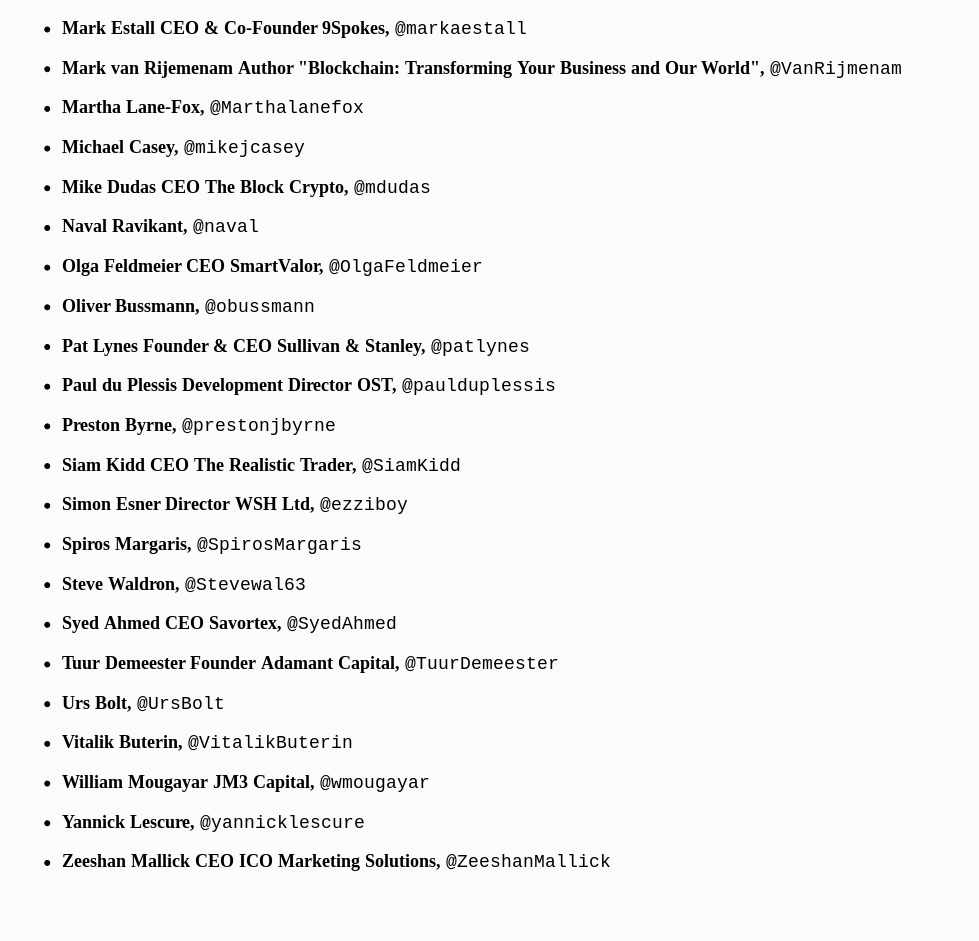 • Mark Estall CEO & Co-Founder 9Spokes, @markaestall
• Mark van Rijemenam Author "Blockchain: Transforming Your Business and Our World", @VanRijmenam
• Martha Lane-Fox, @Marthalanefox
• Michael Casey, @mikejcasey
• Mike Dudas CEO The Block Crypto, @mdudas
• Naval Ravikant, @naval
• Olga Feldmeier CEO SmartValor, @OlgaFeldmeier
• Oliver Bussmann, @obussmann
• Pat Lynes Founder & CEO Sullivan & Stanley, @patlynes
• Paul du Plessis Development Director OST, @paulduplessis
• Preston Byrne, @prestonjbyrne
• Siam Kidd CEO The Realistic Trader, @SiamKidd
• Simon Esner Director WSH Ltd, @ezziboy
• Spiros Margaris, @SpirosMargaris
• Steve Waldron, @Stevewal63
• Syed Ahmed CEO Savortex, @SyedAhmed
• Tuur Demeester Founder Adamant Capital, @TuurDemeester
• Urs Bolt, @UrsBolt
• Vitalik Buterin, @VitalikButerin
• William Mougayar JM3 Capital, @wmougayar
• Yannick Lescure, @yannicklescure
• Zeeshan Mallick CEO ICO Marketing Solutions, @ZeeshanMallick